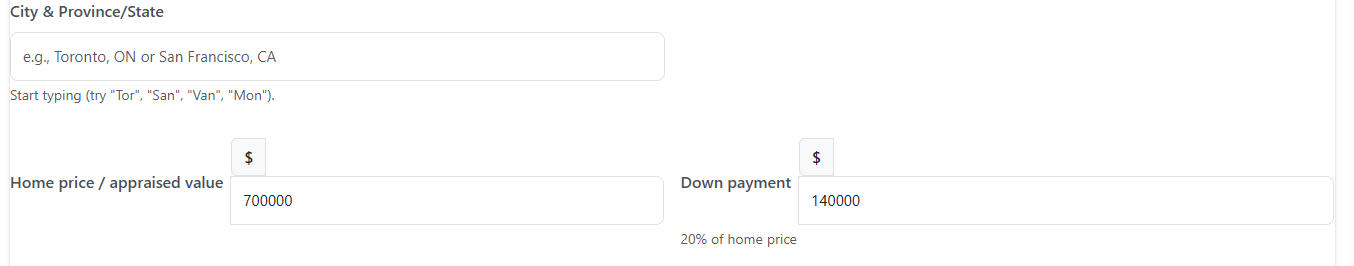 City & Province/State
e.g., Toronto, ON or San Francisco, CA
Start typing (try "Tor", "San", "Van", "Mon").
Home price / appraised value
$
700000
Down payment
$
140000
20% of home price